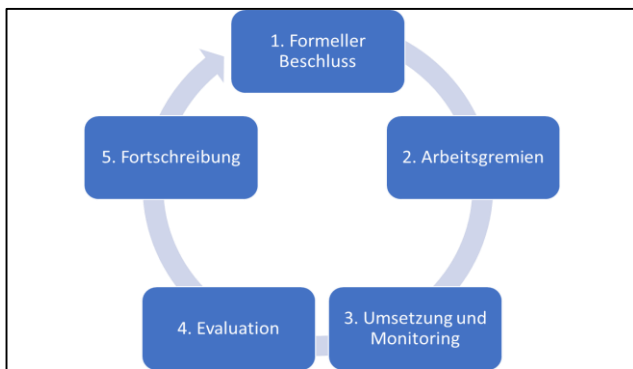 1. Formeller
Beschluss
2. Arbeitsgremien
3. Umsetzung und
Monitoring
4. Evaluation
5. Fortschreibung